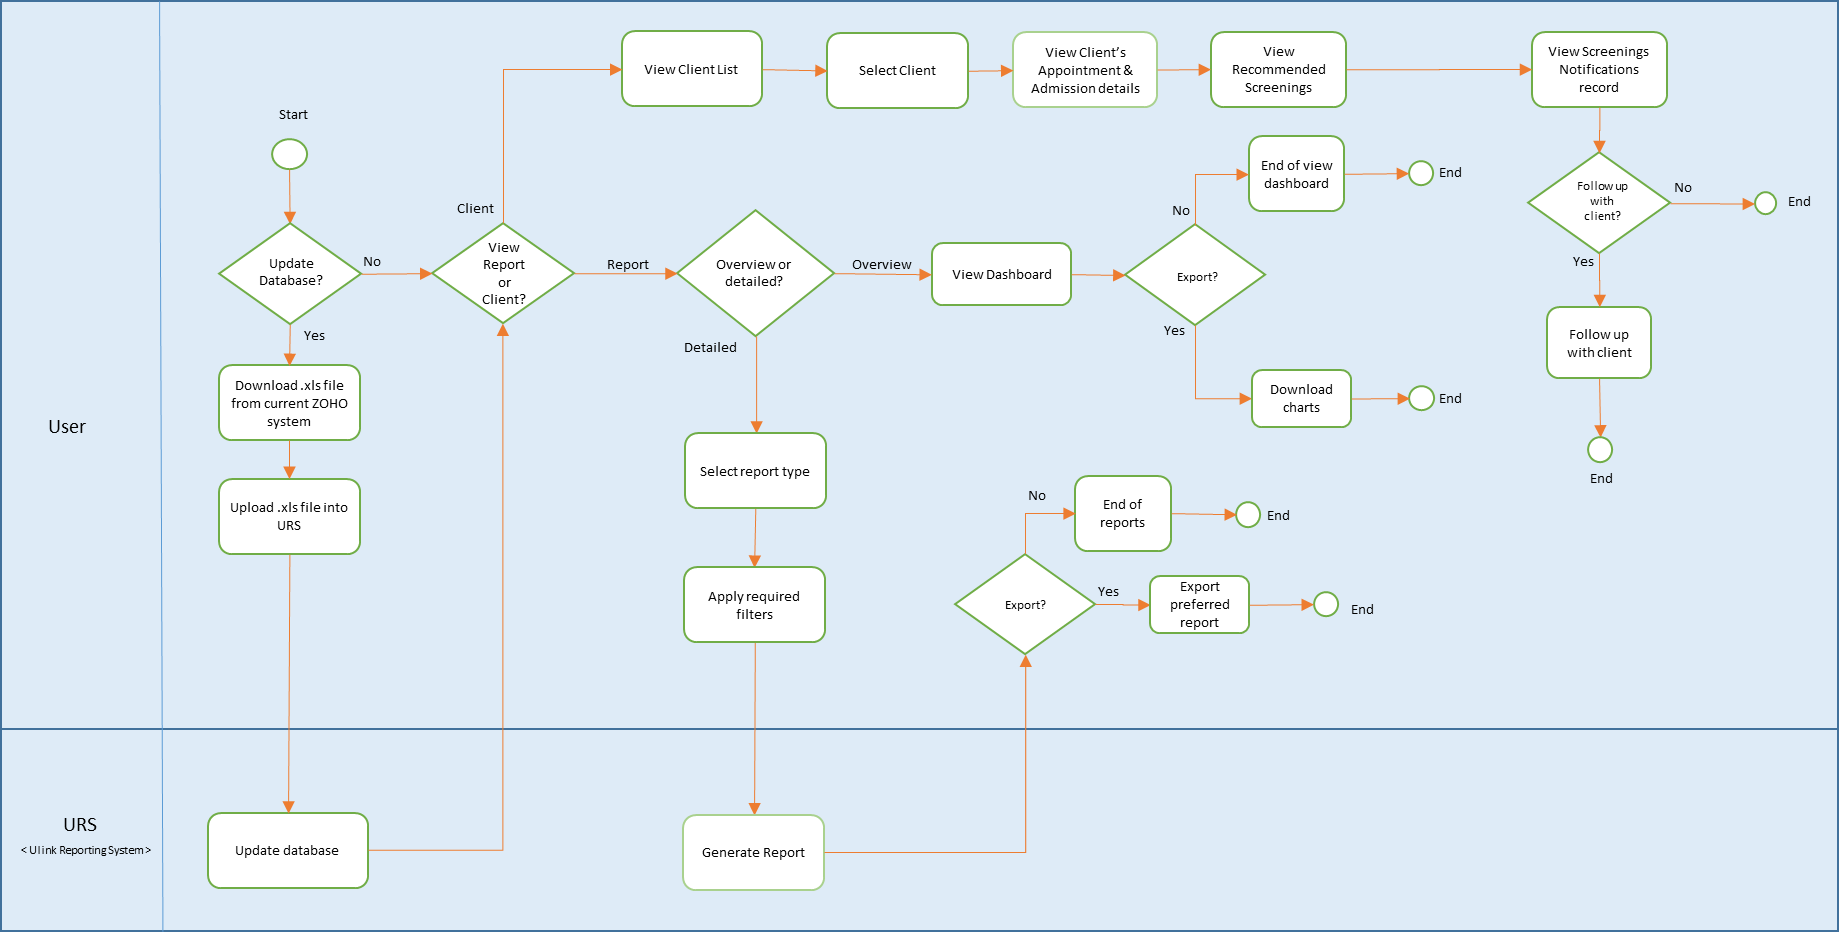 View Client List
Select Client
View Client's
Appointment &
Admission details
View
Recommended
Screenings
View Screenings
Notifications
record
Start
End of view
dashboard
End
Follow up
with
client?
No
End
Client
No
Update
Database?
No
View
Report
or
Client?
Report
Overview or
detailed?
Overview
View Dashboard
Export?
Yes
Yes
Yes
Detailed
Follow up
with client
Download .xls file
from current ZOHO
system
Download
charts
End
User
Select report type
End
Upload .xls file into
URS
No
End of
reports
End
Apply required
filters
Export?
Yes
Export
preferred
report
End
URS
< Ulink Reporting System >
Update database
Generate Report